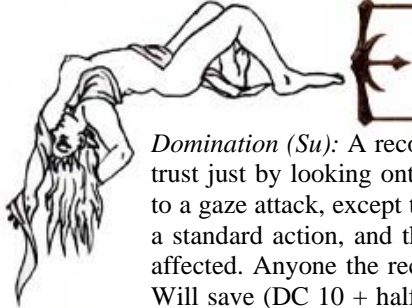 Domination (Su): A reco
trust just by looking ont
to a gaze attack, except t
a standard action, and th
affected. Anyone the rec
Will save (DC 10 + half